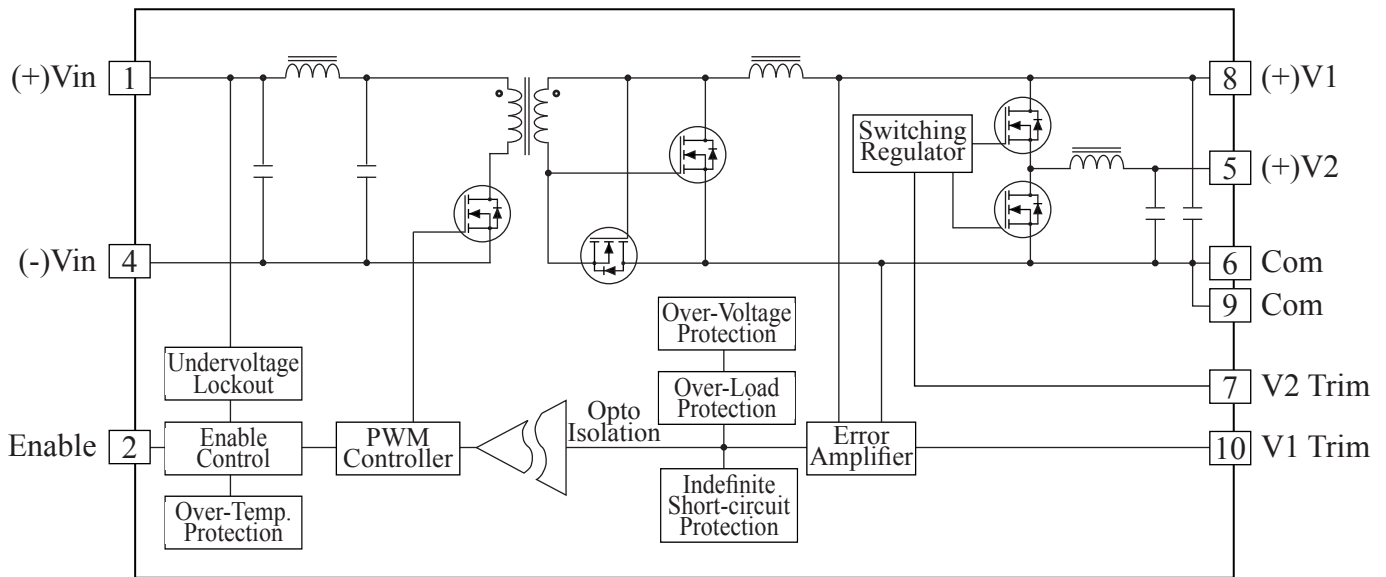 (+)Vin 1
8 (+)V1
Switching
Regulator
5 (+)V2
(-)Vin 4
6 Com
9 Com
Over-Voltage
Protection
Undervoltage
Lockout
Over-Load
Protection
7 V2 Trim
Enable 2
Enable
Control
PWM
Controller
Opto
Isolation
Error
Amplifier
10 V1 Trim
Over-Temp.
Protection
Indefinite
Short-circuit
Protection